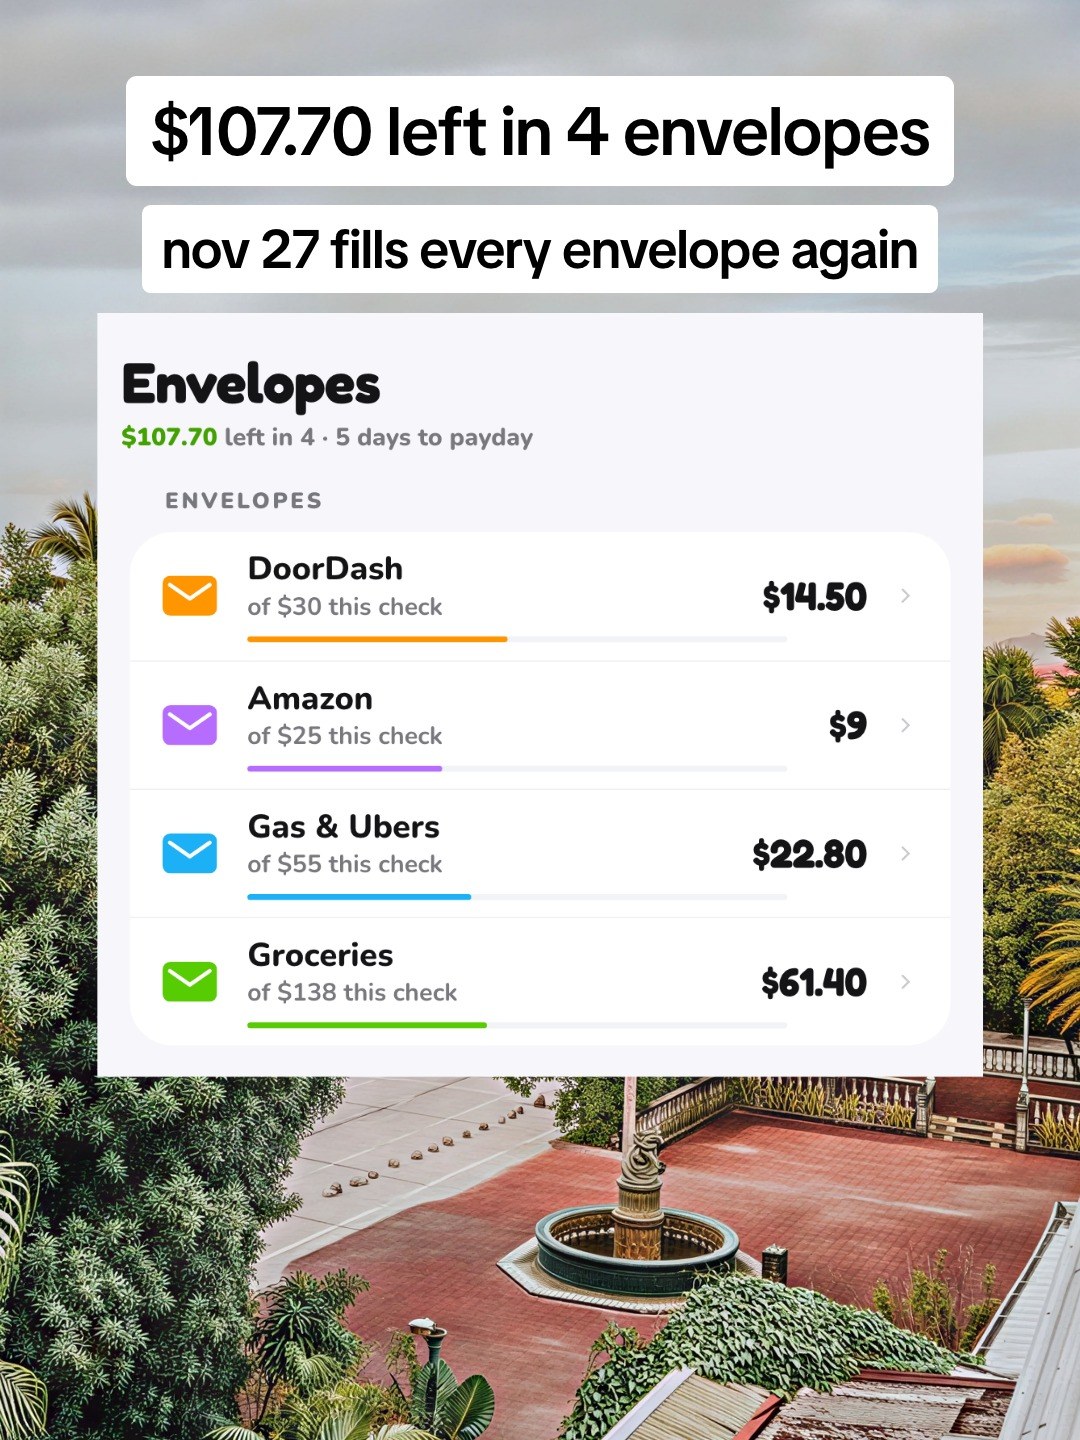 $107.70 left in 4 envelopes
nov 27 fills every envelope again
Envelopes
$107.70 left in 4 · 5 days to payday
ENVELOPES
DoorDash
of $30 this check
$14.50
Amazon
of $25 this check
$9
Gas & Ubers
of $55 this check
$22.80
Groceries
of $138 this check
$61.40